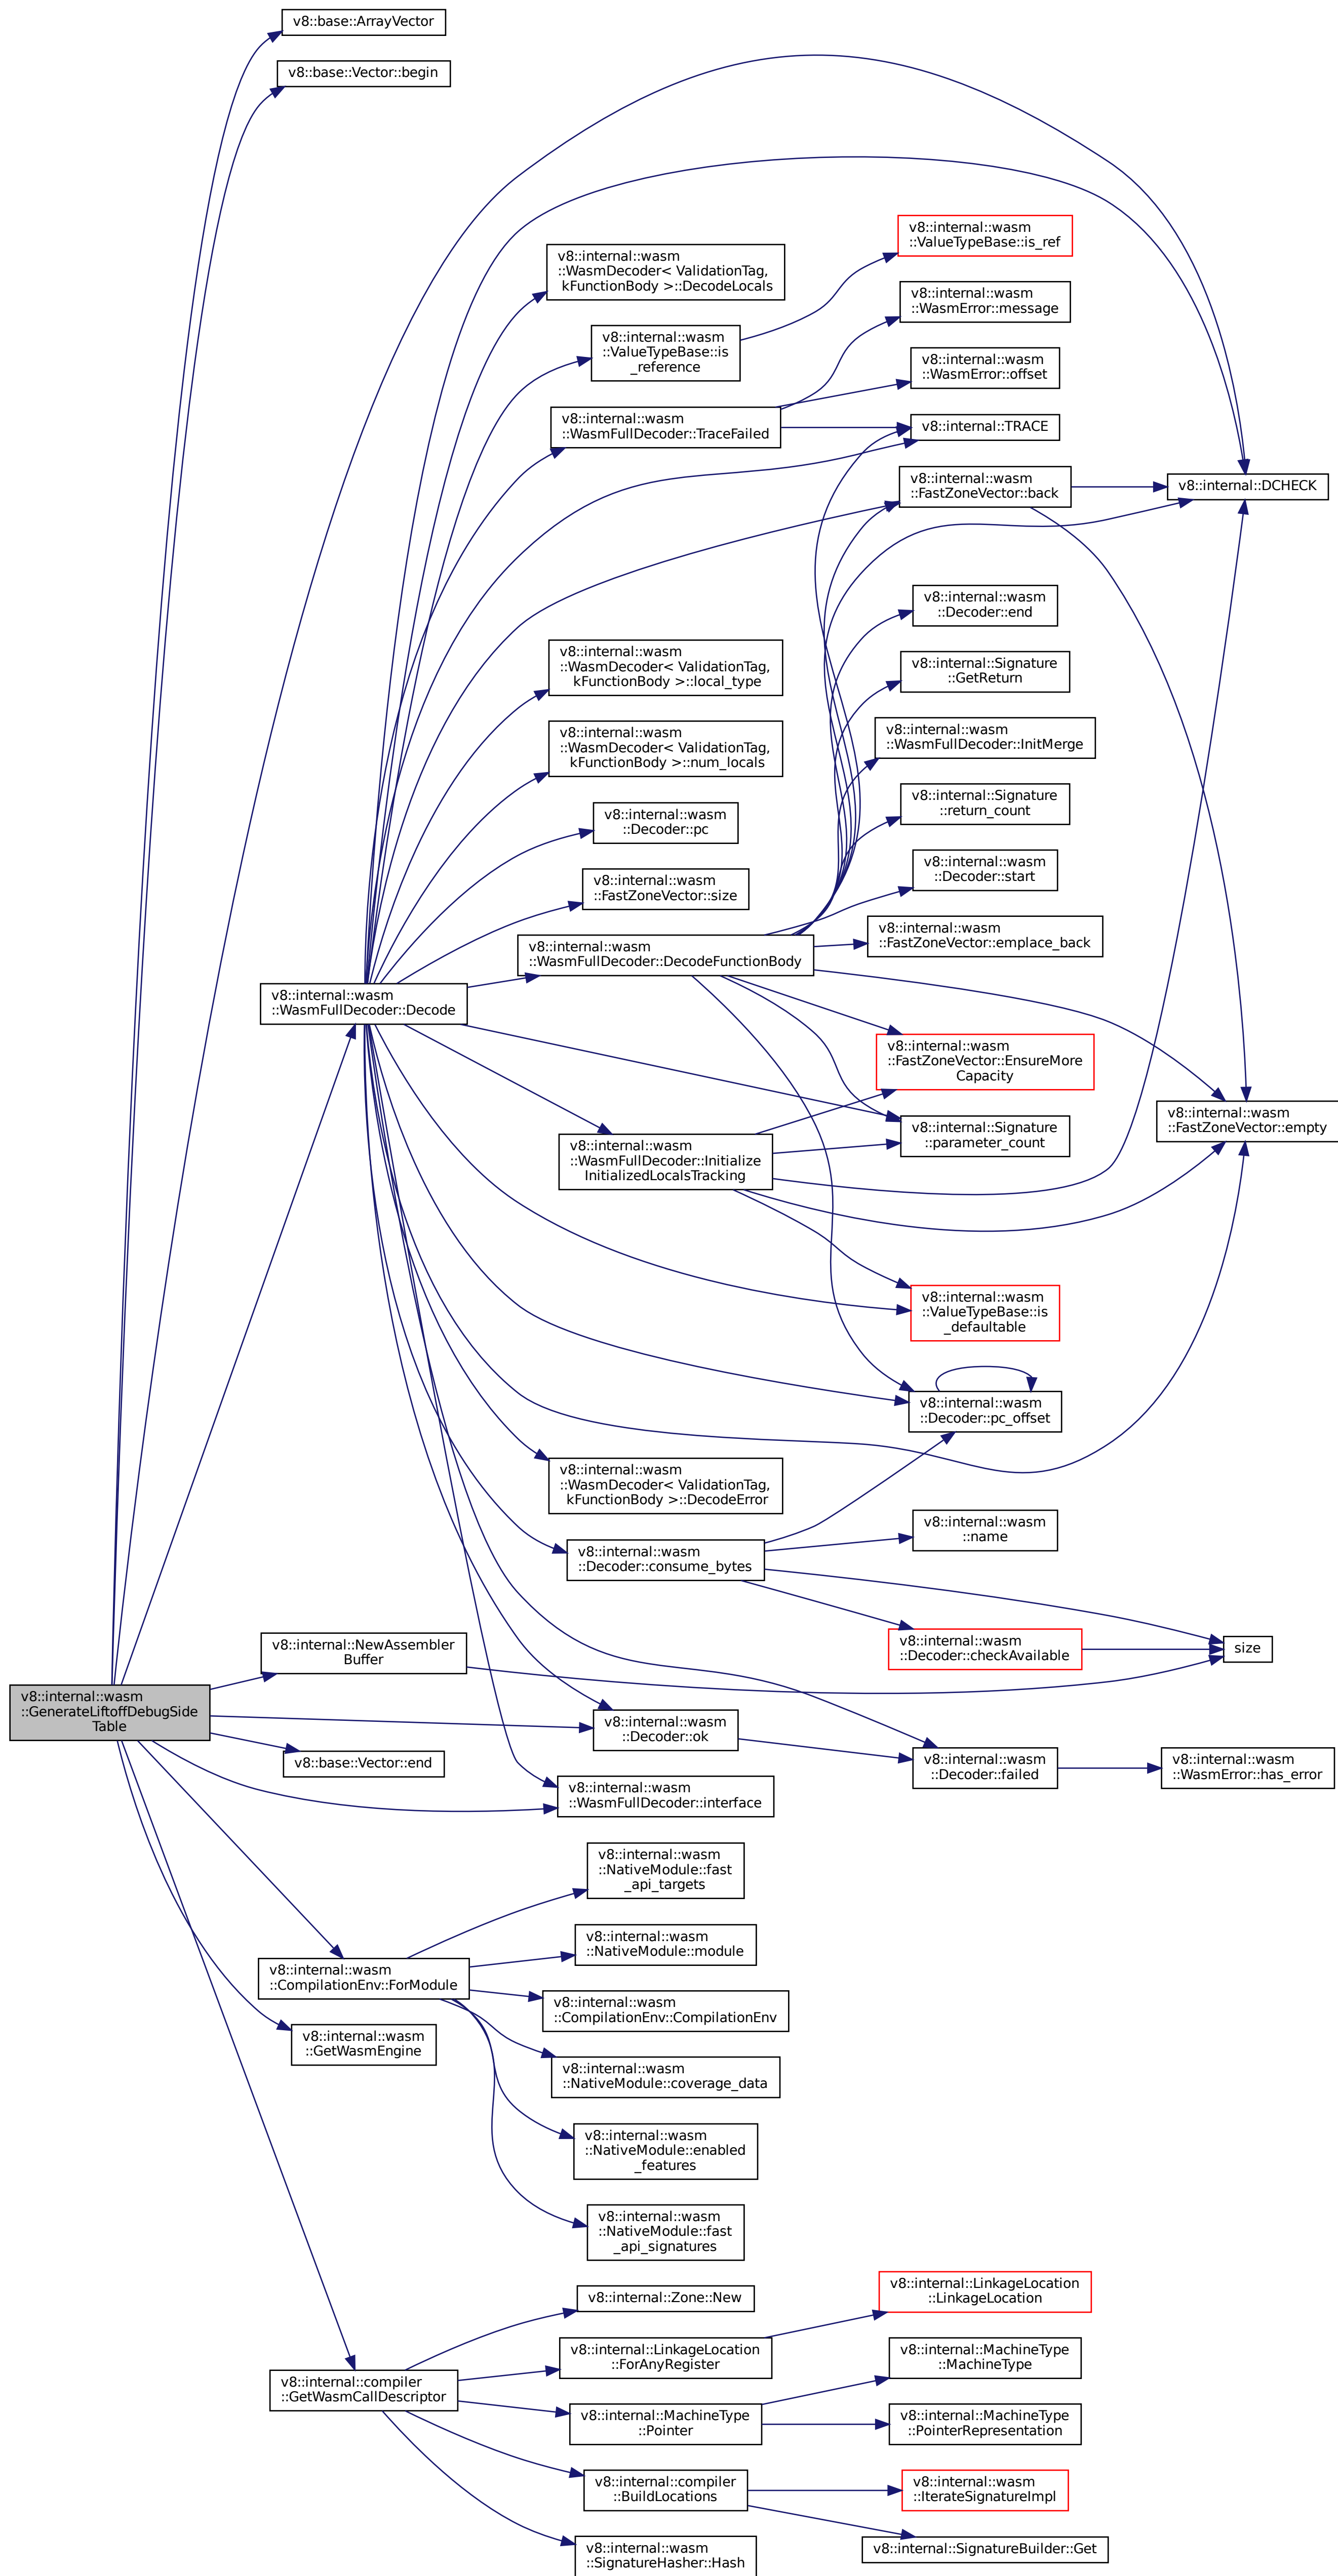 v8::base::ArrayVector
v8::base::Vector::begin
v8::internal::wasm
::ValueTypeBase::is_ref
v8::internal::wasm
::WasmDecoder< ValidationTag,
kFunctionBody >::DecodeLocals
v8::internal::wasm
::WasmError::message
v8::internal::wasm
::ValueTypeBase::is
_reference
v8::internal::wasm
::WasmError::offset
v8::internal::wasm
::WasmFullDecoder::TraceFailed
v8::internal::TRACE
v8::internal::wasm
::FastZoneVector::back
v8::internal::DCHECK
v8::internal::wasm
::Decoder::end
v8::internal::wasm
::WasmDecoder< ValidationTag,
kFunctionBody >::local_type
v8::internal::Signature
::GetReturn
v8::internal::wasm
::WasmDecoder< ValidationTag,
kFunctionBody >::num_locals
v8::internal::wasm
::WasmFullDecoder::InitMerge
v8::internal::wasm
::Decoder::pc
v8::internal::Signature
::return_count
v8::internal::wasm
::FastZoneVector::size
v8::internal::wasm
::Decoder::start
v8::internal::wasm
::FastZoneVector::emplace_back
v8::internal::wasm
::WasmFullDecoder::DecodeFunctionBody
v8::internal::wasm
::WasmFullDecoder::Decode
v8::internal::wasm
::FastZoneVector::EnsureMore
Capacity
v8::internal::wasm
::FastZoneVector::empty
v8::internal::Signature
::parameter_count
v8::internal::wasm
::WasmFullDecoder::Initialize
InitializedLocalsTracking
v8::internal::wasm
::ValueTypeBase::is
_defaultable
v8::internal::wasm
::Decoder::pc_offset
v8::internal::wasm
::WasmDecoder< ValidationTag,
kFunctionBody >::DecodeError
v8::internal::wasm
::name
v8::internal::wasm
::Decoder::consume_bytes
v8::internal::wasm
::Decoder::checkAvailable
size
v8::internal::NewAssembler
Buffer
v8::internal::wasm
::GenerateLiftoffDebugSide
Table
v8::internal::wasm
::Decoder::ok
v8::base::Vector::end
v8::internal::wasm
::Decoder::failed
v8::internal::wasm
::WasmError::has_error
v8::internal::wasm
::WasmFullDecoder::interface
v8::internal::wasm
::NativeModule::fast
_api_targets
v8::internal::wasm
::NativeModule::module
v8::internal::wasm
::CompilationEnv::ForModule
v8::internal::wasm
::CompilationEnv::CompilationEnv
v8::internal::wasm
::GetWasmEngine
v8::internal::wasm
::NativeModule::coverage_data
v8::internal::wasm
::NativeModule::enabled
_features
v8::internal::wasm
::NativeModule::fast
_api_signatures
v8::internal::Zone::New
v8::internal::LinkageLocation
::LinkageLocation
v8::internal::LinkageLocation
::ForAnyRegister
v8::internal::MachineType
::MachineType
v8::internal::compiler
::GetWasmCallDescriptor
v8::internal::MachineType
::Pointer
v8::internal::MachineType
::PointerRepresentation
v8::internal::compiler
::BuildLocations
v8::internal::wasm
::IterateSignatureImpl
v8::internal::SignatureBuilder::Get
v8::internal::wasm
::SignatureHasher::Hash